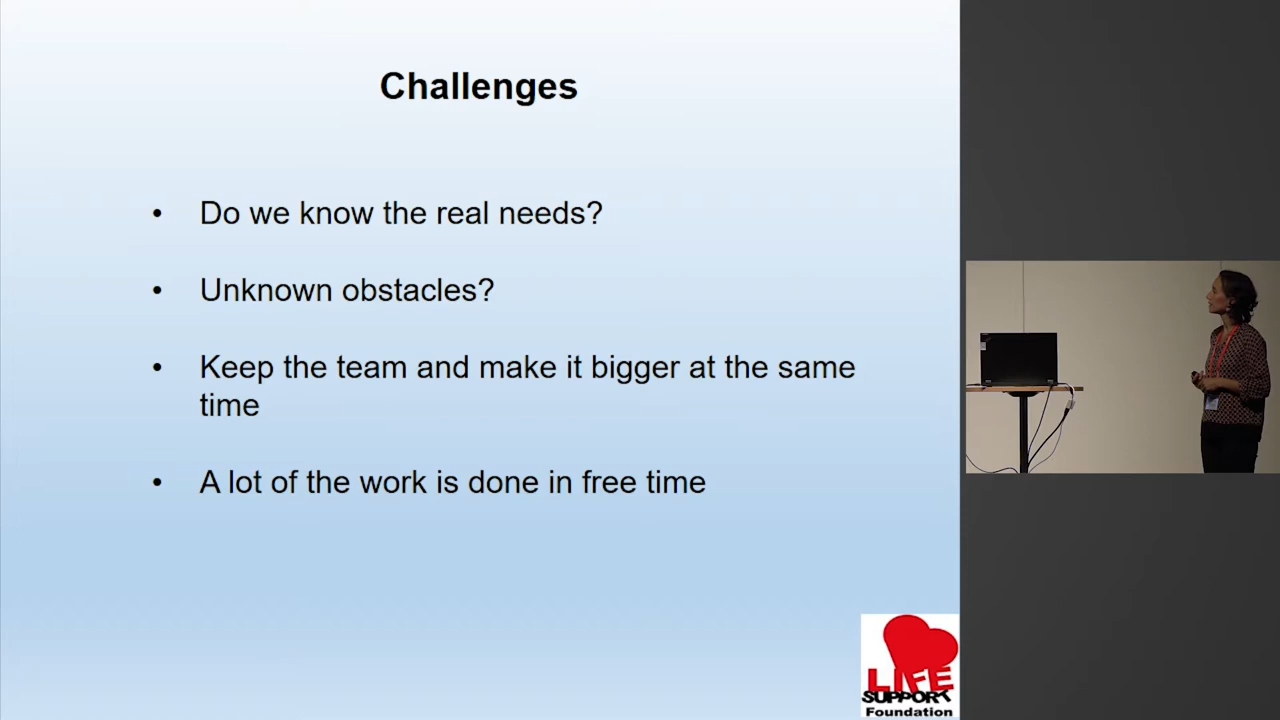 Challenges
• Do we know the real needs?
• Unknown obstacles?
• Keep the team and make it bigger at the same
time
• A lot of the work is done in free time
LIFE
SUPPORT
Foundation